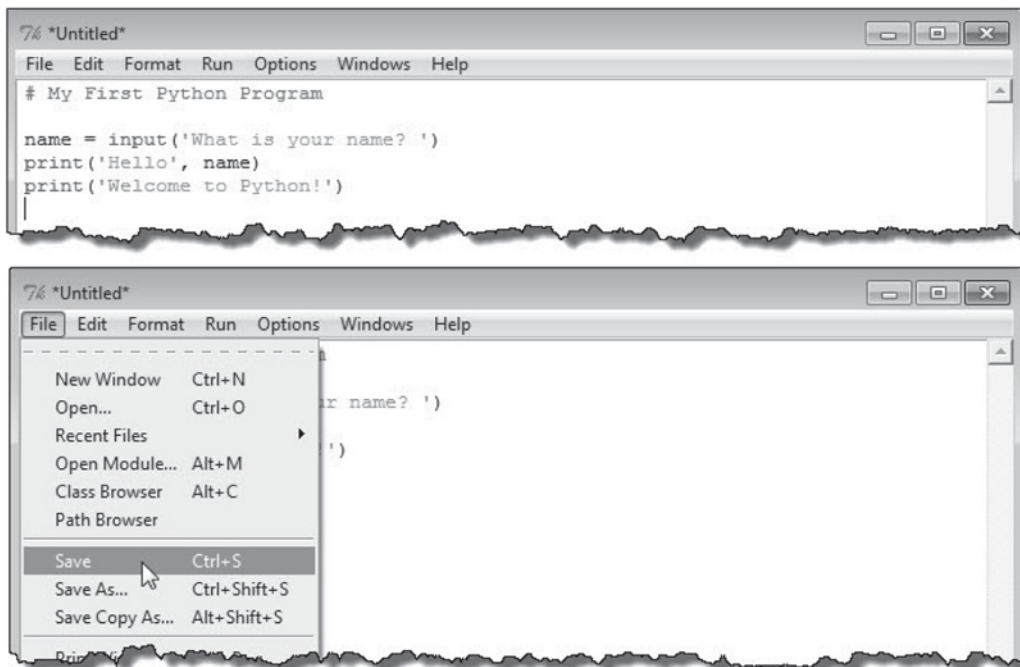 *Untitled*
File Edit Format Run Options Windows Help
# My First Python Program
name = input('What is your name? ')
print('Hello', name)
print('Welcome to Python!')
*Untitled*
File Edit Format Run Options Windows Help
New Window Ctrl+N
ur name? ')
Open... Ctrl+O
Recent Files
')
Open Module... Alt+M
Class Browser Alt+C
Path Browser
Save Ctrl+S
Save As... Ctrl+Shift+S
Save Copy As... Alt+Shift+S